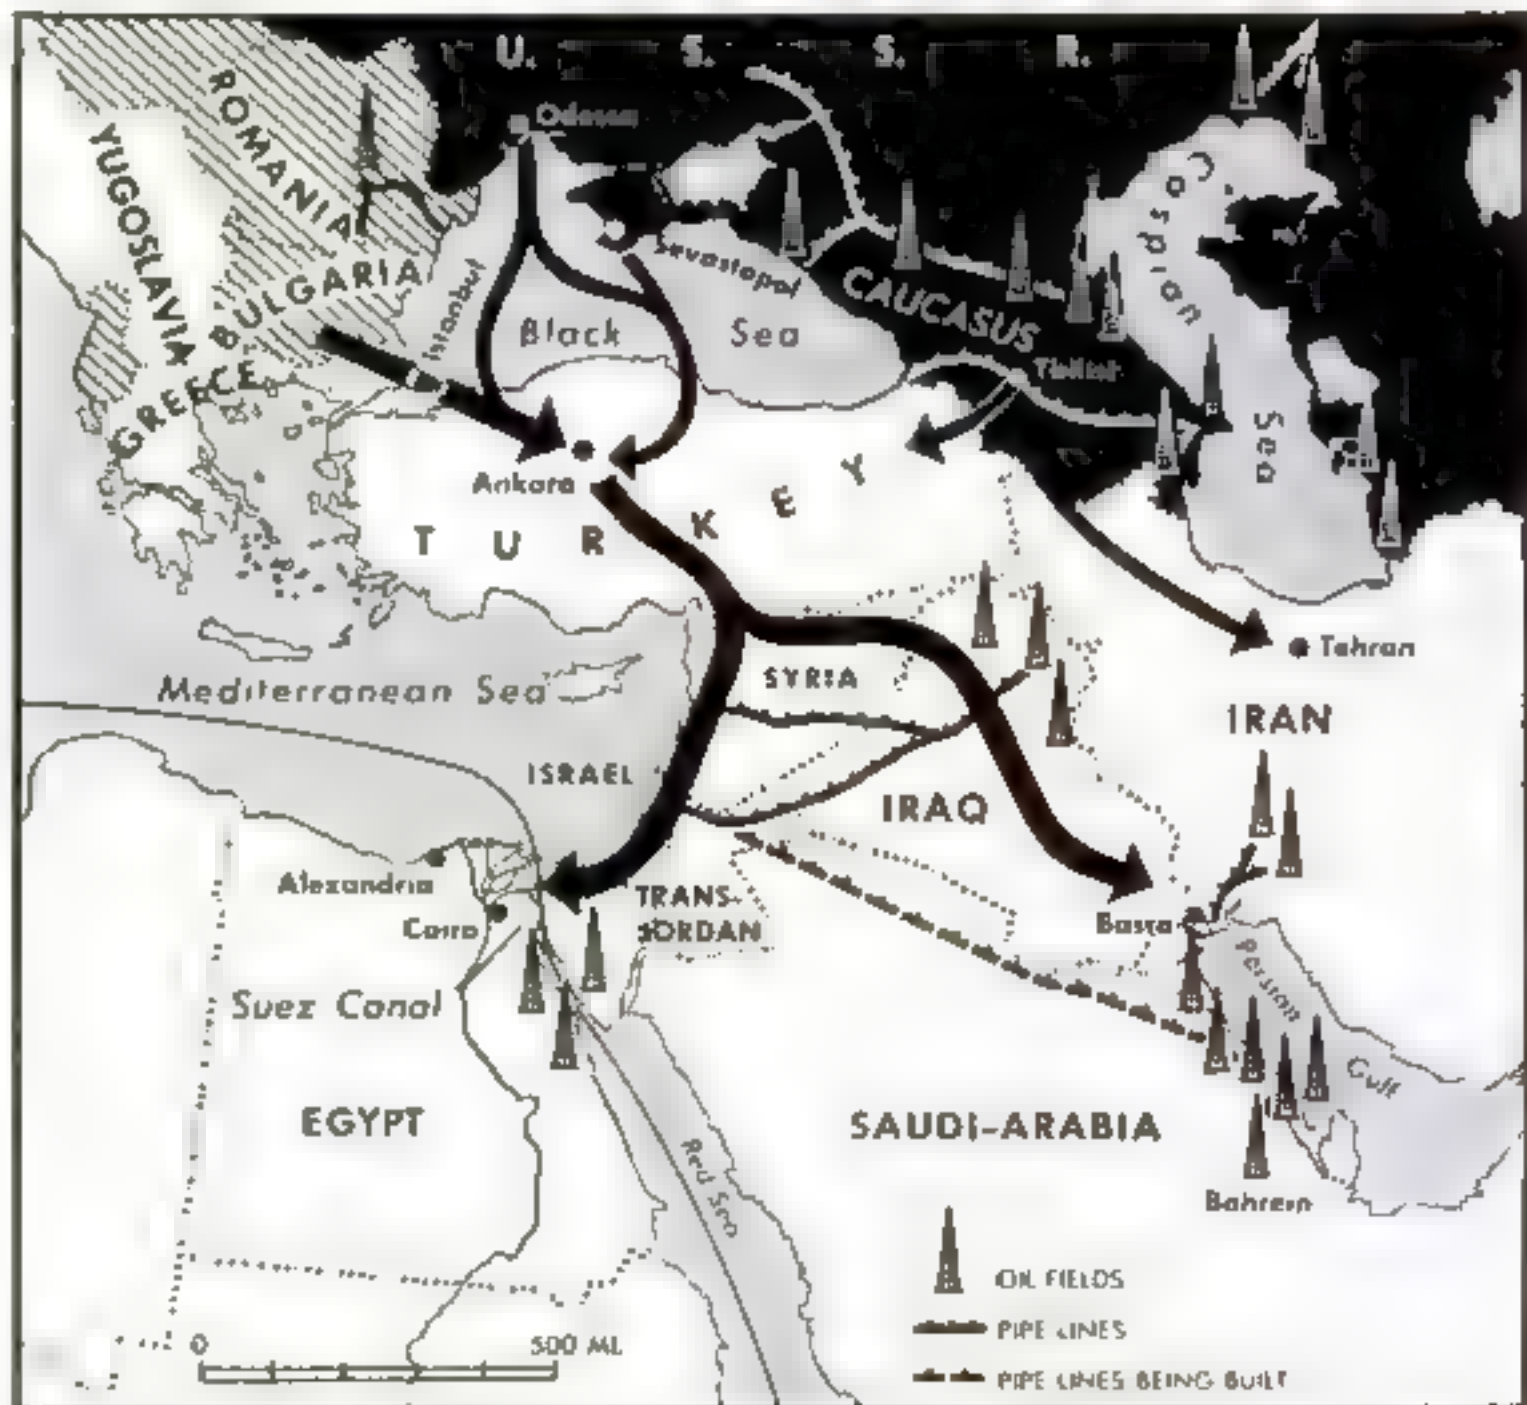 U. S. S. R.
ROMANIA
YUGOSLAVIA
Odessa
Caspian
Sea
Sevastopol
BULGARIA
Istanbul
CAUCASUS
Black Sea
GREECE
Tbilisi
Ankara
TURKEY
Tehran
SYRIA
Mediterranean Sea
IRAN
ISRAEL
IRAQ
Alexandria
TRANS-
JORDAN
Cairo
Basra
Persian
Gulf
Suez Canal
EGYPT
SAUDI-ARABIA
Red Sea
Bahrein
OIL FIELDS
PIPE LINES
0 500 MI.
PIPE LINES BEING BUILT